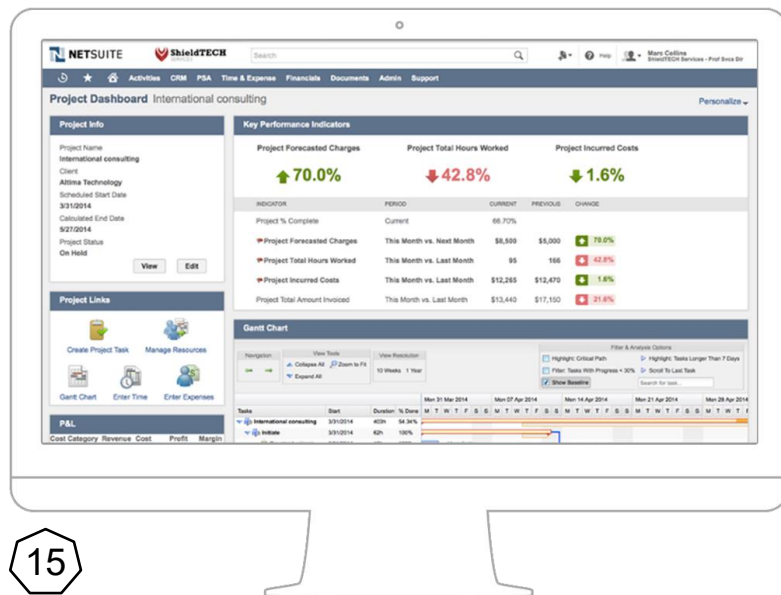 NETSUITE ShieldTECH SERVICES Search Help Mars Collins
ShieldTECH Services - Prof Svcs Dir
Activities CRM PSA Time & Expense Financials Documents Admin Support
Project Dashboard International consulting
Personalize
Project Info
Project Name
International consulting
Client
Altima Technology
Scheduled Start Date
3/31/2014
Calculated End Date
5/27/2014
Project Status
On Hold
View Edit
Project Links
Create Project Task Manage Resources
Gantt Chart Enter Time Enter Expenses
P&L
Cost Category Revenue Cost Profit Margin
Key Performance Indicators
Project Forecasted Charges Project Total Hours Worked Project Incurred Costs
70.0% 42.8% 1.6%
INDICATOR PERIOD CURRENT PREVIOUS CHANGE
Project % Complete Current 66.70%
Project Forecasted Charges This Month vs. Next Month $8,500 $5,000 70.0%
Project Total Hours Worked This Month vs. Last Month 95 166 42.8%
Project Incurred Costs This Month vs. Last Month $12,265 $12,470 1.6%
Project Total Amount Invoiced This Month vs. Last Month $13,440 $17,150 21.6%
Gantt Chart
Navigation View Tools View Resolution Filter & Analysis Options
Collapse All Zoom to Fit 10 Weeks 1 Year Highlight Critical Path Highlight: Tasks Longer Than 7 Days
Expand All Filter: Tasks With Progress < 30% Scroll To Last Task
Show Baseline Search for task...
Mon 31 Mar 2014 Mon 07 Apr 2014 Mon 14 Apr 2014 Mon 21 Apr 2014 Mon 28 Apr 2014
Tasks Start Duration % Done M T W T F S S M T W T F S S M T W T F S S M T W T F S S M T W T
International consulting 3/31/2014 403h 54.34%
Initiate 3/31/2014 62h 100%
15